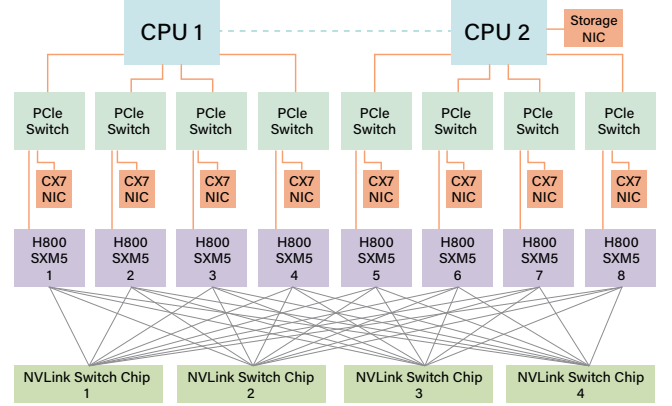 CPU 1
CPU 2
Storage
NIC
PCIe
Switch
PCIe
Switch
PCIe
Switch
PCIe
Switch
PCIe
Switch
PCIe
Switch
PCIe
Switch
PCIe
Switch
CX7
NIC
CX7
NIC
CX7
NIC
CX7
NIC
CX7
NIC
CX7
NIC
CX7
NIC
CX7
NIC
H800
SXM5
1
H800
SXM5
2
H800
SXM5
3
H800
SXM5
4
H800
SXM5
5
H800
SXM5
6
H800
SXM5
7
H800
SXM5
8
NVLink Switch Chip
1
NVLink Switch Chip
2
NVLink Switch Chip
3
NVLink Switch Chip
4